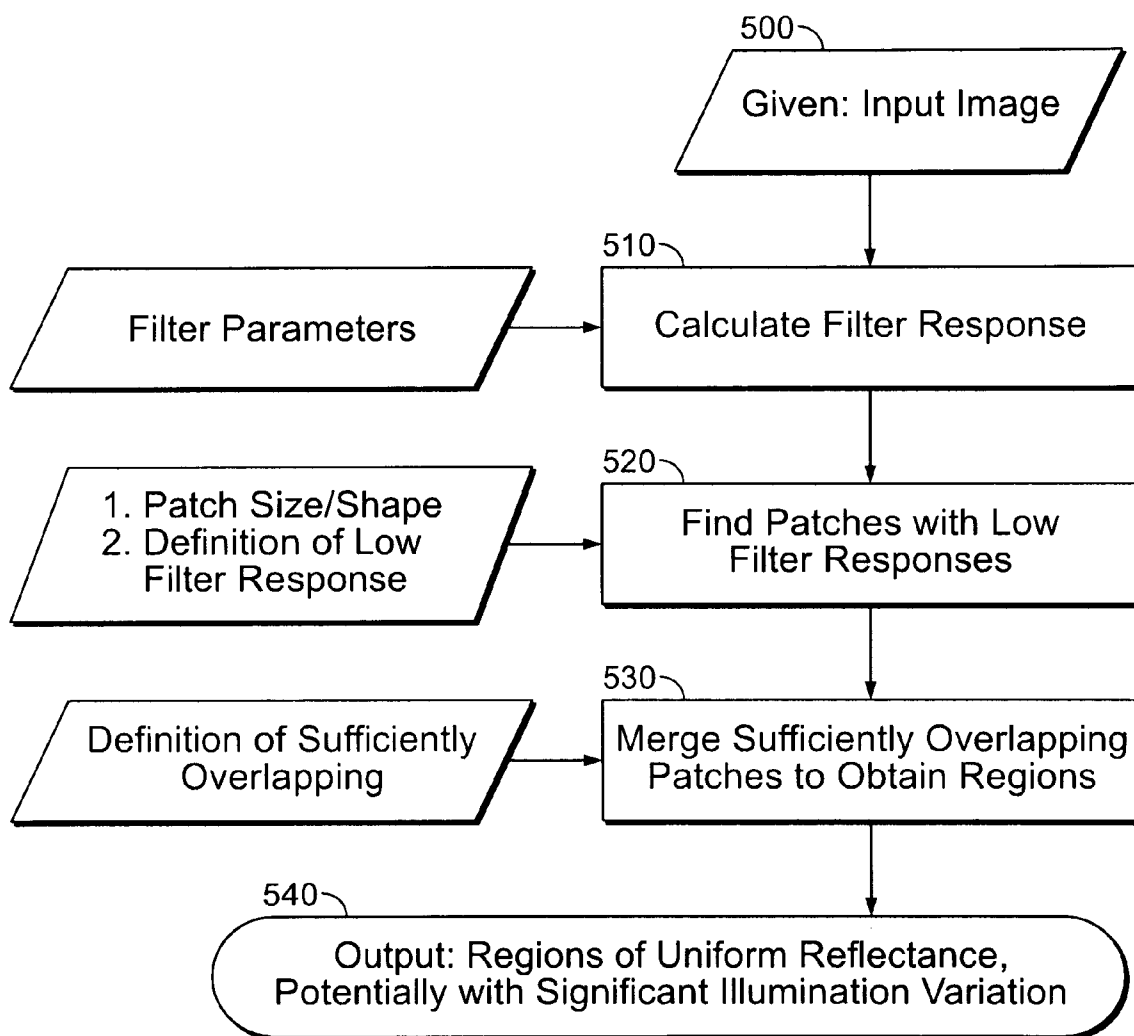 500
Given: Input Image
510
Filter Parameters
Calculate Filter Response
520
1. Patch Size/Shape
2. Definition of Low
Filter Response
Find Patches with Low
Filter Responses
530
Definition of Sufficiently
Overlapping
Merge Sufficiently Overlapping
Patches to Obtain Regions
540
Output: Regions of Uniform Reflectance,
Potentially with Significant Illumination Variation